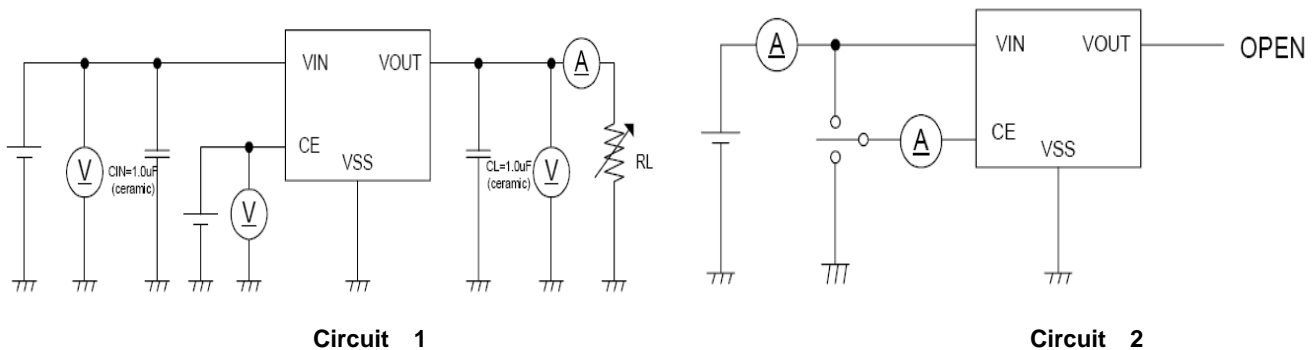 VIN VOUT
CE
VSS
A
V
CIN=1.0uF
(ceramic)
V
CL=1.0uF
(ceramic)
V
RL
Circuit 1
A
VIN VOUT
OPEN
A
CE
VSS
Circuit 2